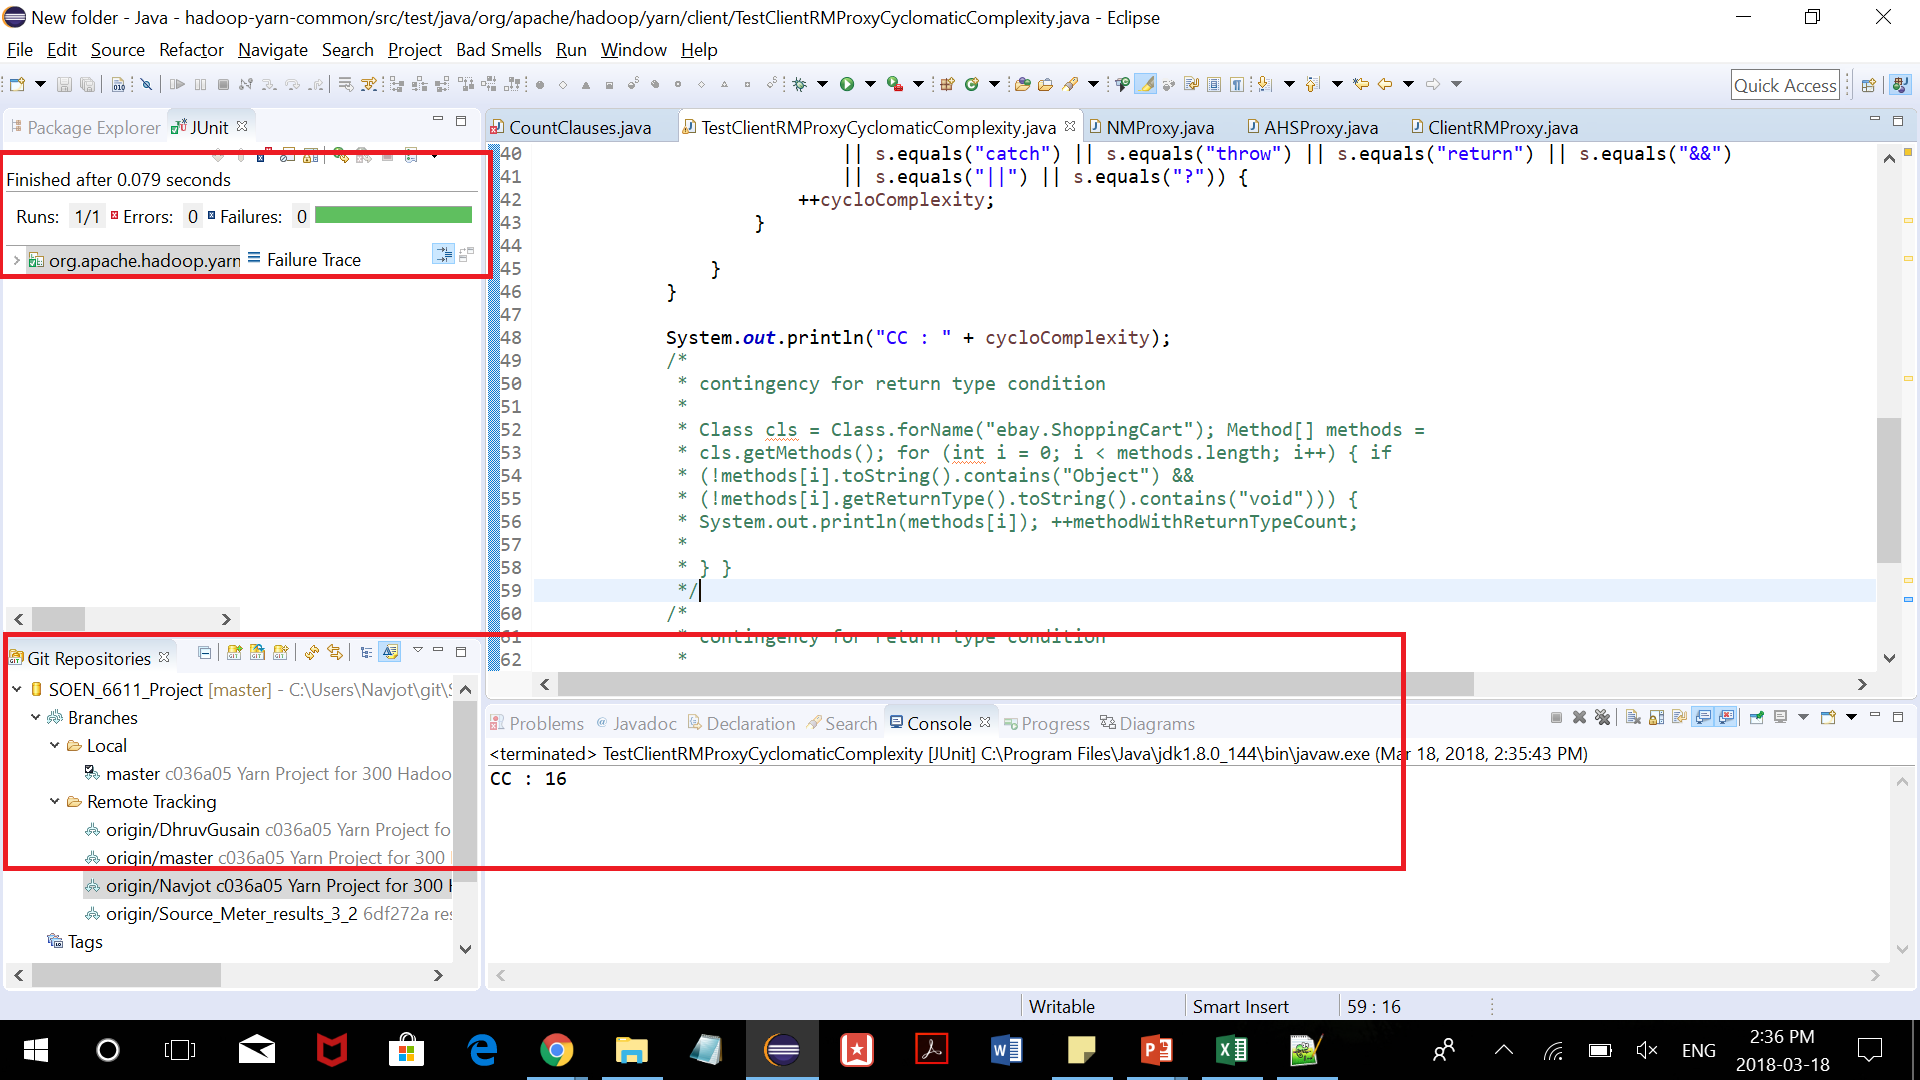 New folder - Java - hadoop-yarn-common/src/test/java/org/apache/hadoop/yarn/client/TestClientRMProxyCyclomaticComplexity.java - Eclipse
File Edit Source Refactor Navigate Search Project Bad Smells Run Window Help
Quick Access
Package Explorer JUnit
Finished after 0.079 seconds
Runs: 1/1 Errors: 0 Failures: 0
org.apache.hadoop.yarn Failure Trace
CountClauses.java TestClientRMProxyCyclomaticComplexity.java NMProxy.java AHSProxy.java ClientRMProxy.java
40 || s.equals("catch") || s.equals("throw") || s.equals("return") || s.equals("&&")
41 || s.equals("||") || s.equals("?")) {
42 ++cycloComplexity;
43 }
44
45 }
46 }
47
48 System.out.println("CC : " + cycloComplexity);
49 /*
50 * contingency for return type condition
51 *
52 * Class cls = Class.forName("ebay.ShoppingCart"); Method[] methods =
53 * cls.getMethods(); for (int i = 0; i < methods.length; i++) { if
54 * (!methods[i].toString().contains("Object") &&
55 * (!methods[i].getReturnType().toString().contains("void"))) {
56 * System.out.println(methods[i]); ++methodWithReturnTypeCount;
57 *
58 * } }
59 */
60 /*
61 * contingency for return type condition
62 *
Git Repositories
SOEN_6611_Project [master] - C:\Users\Navjot\git\
Branches
Local
master c036a05 Yarn Project for 300 Hadoo
Remote Tracking
origin/DhruvGusain c036a05 Yarn Project fo
origin/master c036a05 Yarn Project for 300
origin/Navjot c036a05 Yarn Project for 300
origin/Source_Meter_results_3_2 6df272a res
Tags
Problems @ Javadoc Declaration Search Console Progress Diagrams
<terminated> TestClientRMProxyCyclomaticComplexity [JUnit] C:\Program Files\Java\jdk1.8.0_144\bin\javaw.exe (Mar 18, 2018, 2:35:43 PM)
CC : 16
Writable Smart Insert 59 : 16
ENG
2:36 PM
2018-03-18